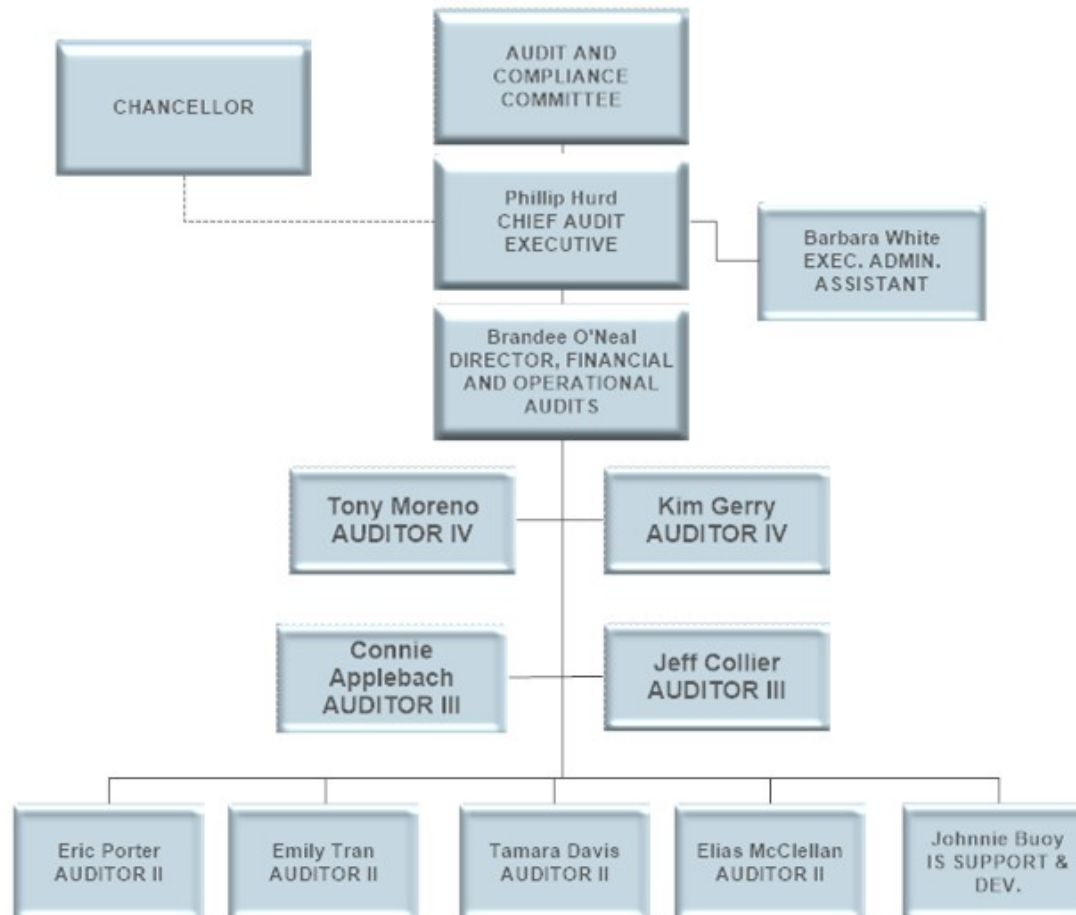 AUDIT AND
COMPLIANCE
COMMITTEE
CHANCELLOR
Phillip Hurd
CHIEF AUDIT
EXECUTIVE
Barbara White
EXEC. ADMIN.
ASSISTANT
Brandee O'Neal
DIRECTOR, FINANCIAL
AND OPERATIONAL
AUDITS
Tony Moreno
AUDITOR IV
Kim Gerry
AUDITOR IV
Connie
Applebach
AUDITOR III
Jeff Collier
AUDITOR III
Eric Porter
AUDITOR II
Emily Tran
AUDITOR II
Tamara Davis
AUDITOR II
Elias McClellan
AUDITOR II
Johnnie Buoy
IS SUPPORT &
DEV.